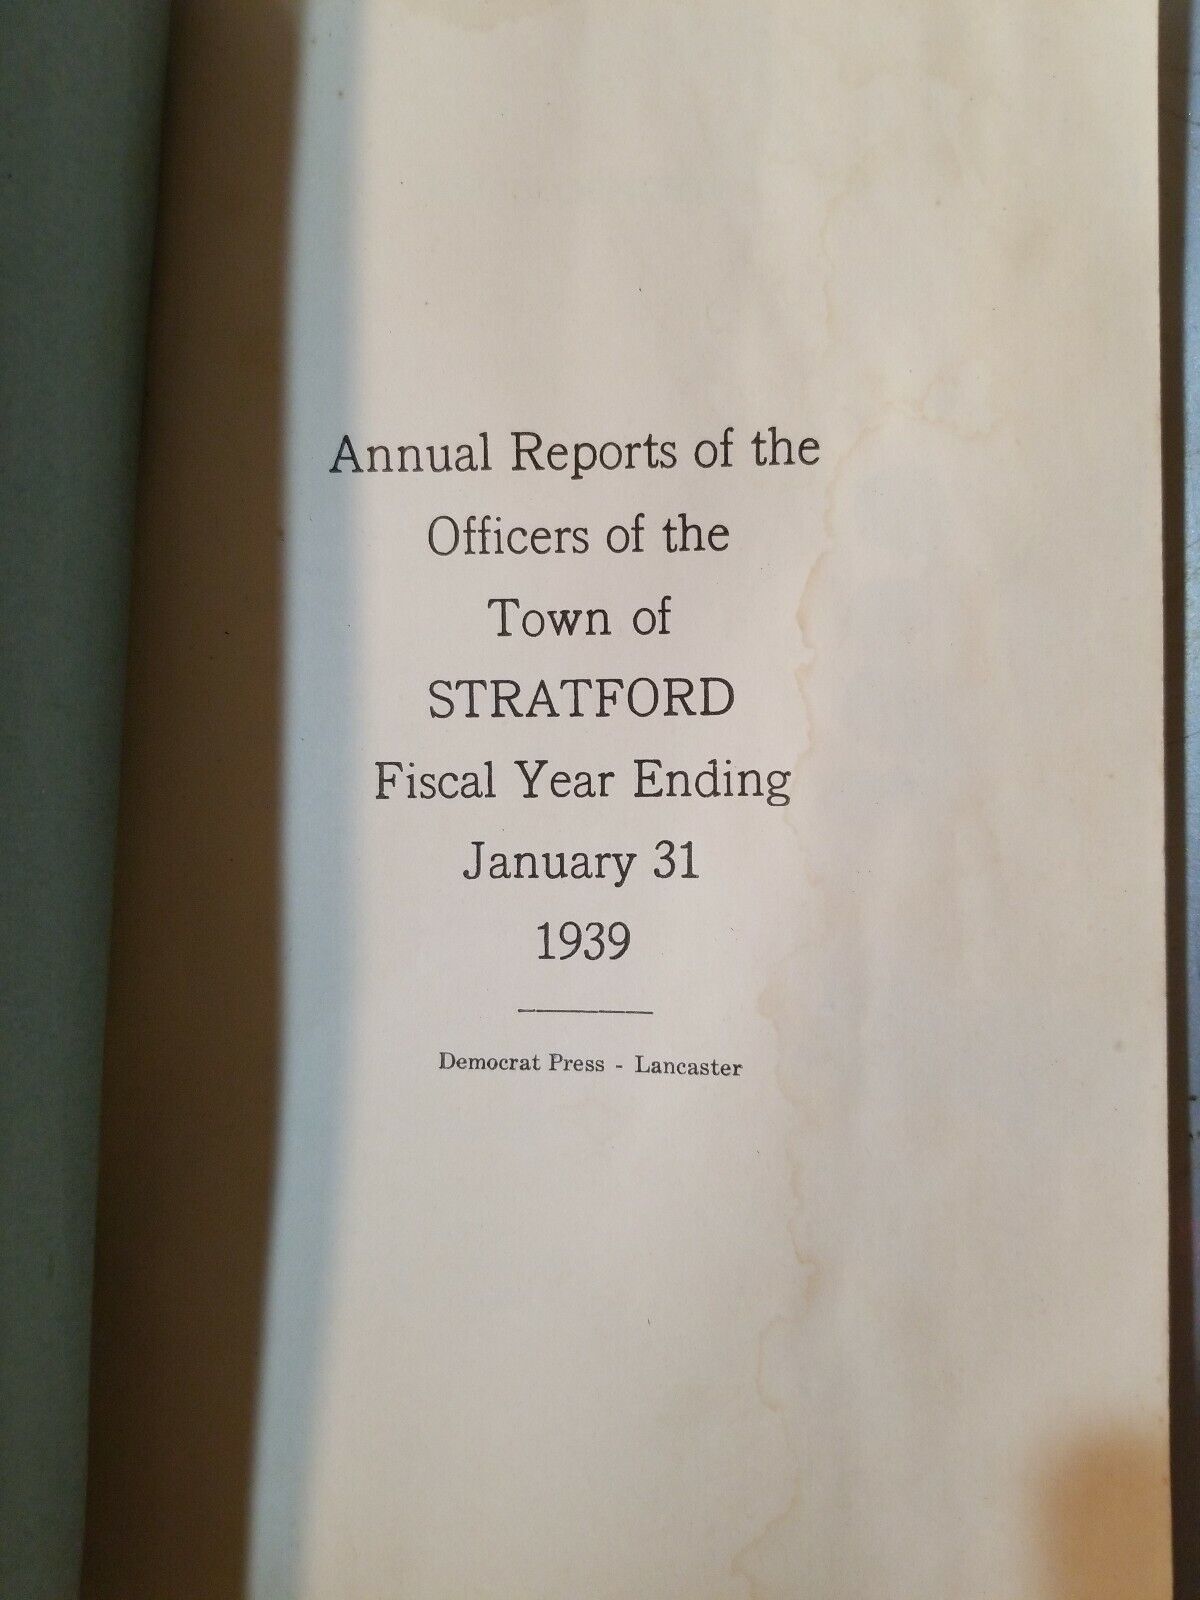 Annual Reports of the
Officers of the
Town of
STRATFORD
Fiscal Year Ending
January 31
1939
Democrat Press - Lancaster